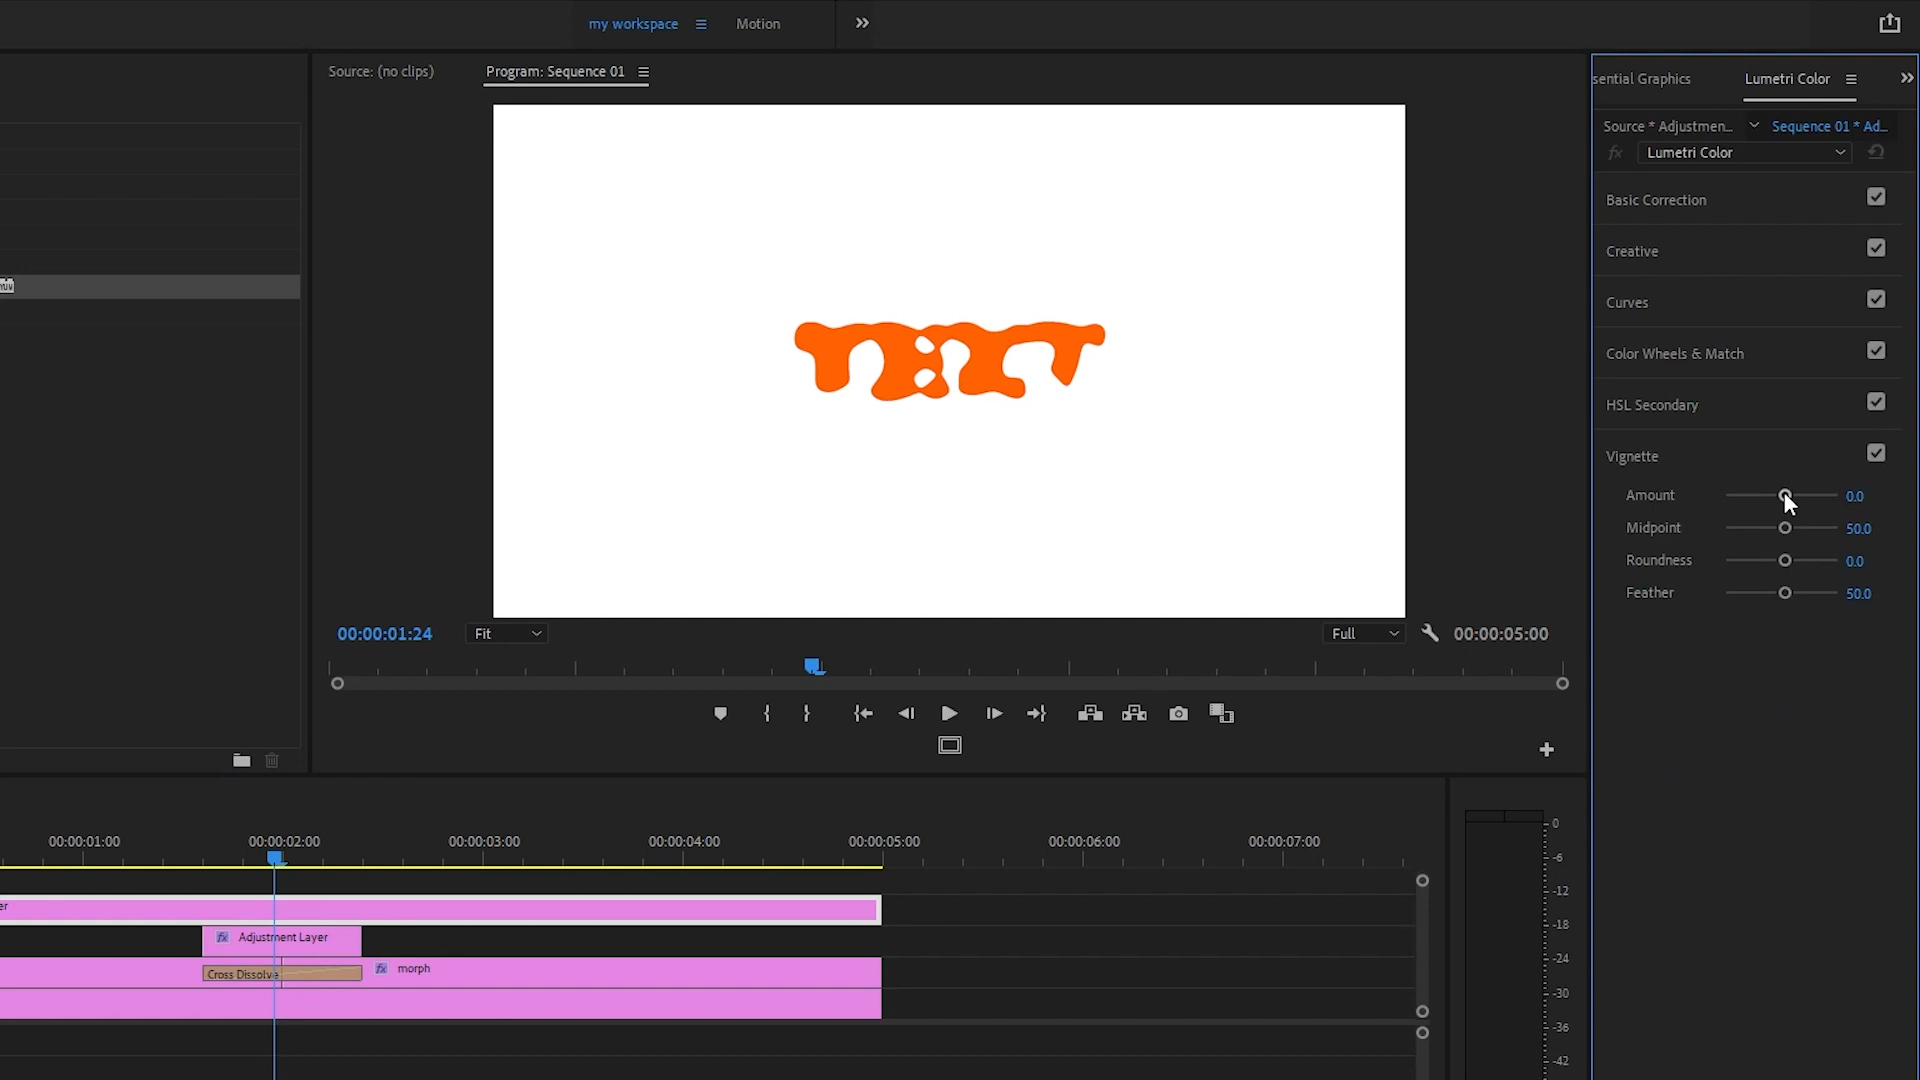 my workspace
Motion
Source: (no clips)
Program: Sequence 01
sential Graphics
Lumetri Color
Source * Adjustmen...
Sequence 01 * Ad...
fx
Lumetri Color
Basic Correction
Creative
Curves
Color Wheels & Match
HSL Secondary
Vignette
Amount
0.0
Midpoint
50.0
Roundness
0.0
Feather
50.0
00:00:01:24
Fit
Full
00:00:05:00
00:00:01:00
00:00:02:00
00:00:03:00
00:00:04:00
00:00:05:00
00:00:06:00
00:00:07:00
er
fx Adjustment Layer
Cross Dissolve
fx morph
0
-6
-12
-18
-24
-30
-36
-42